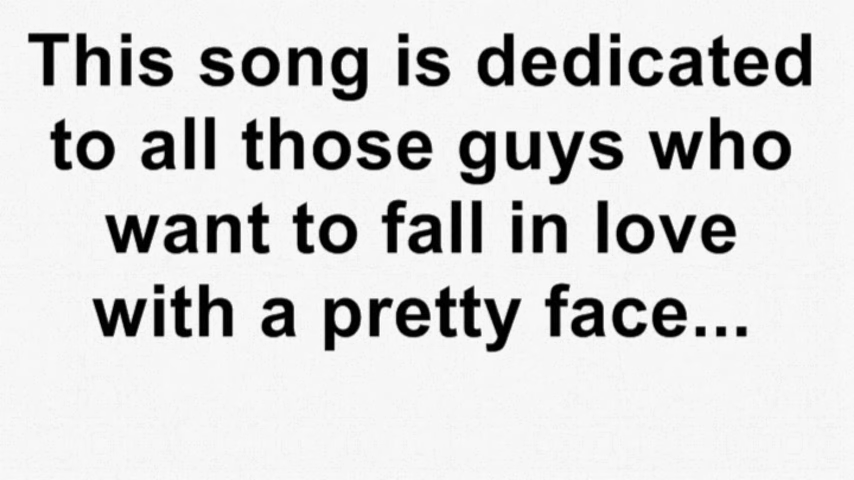 This song is dedicated
to all those guys who
want to fall in love
with a pretty face...